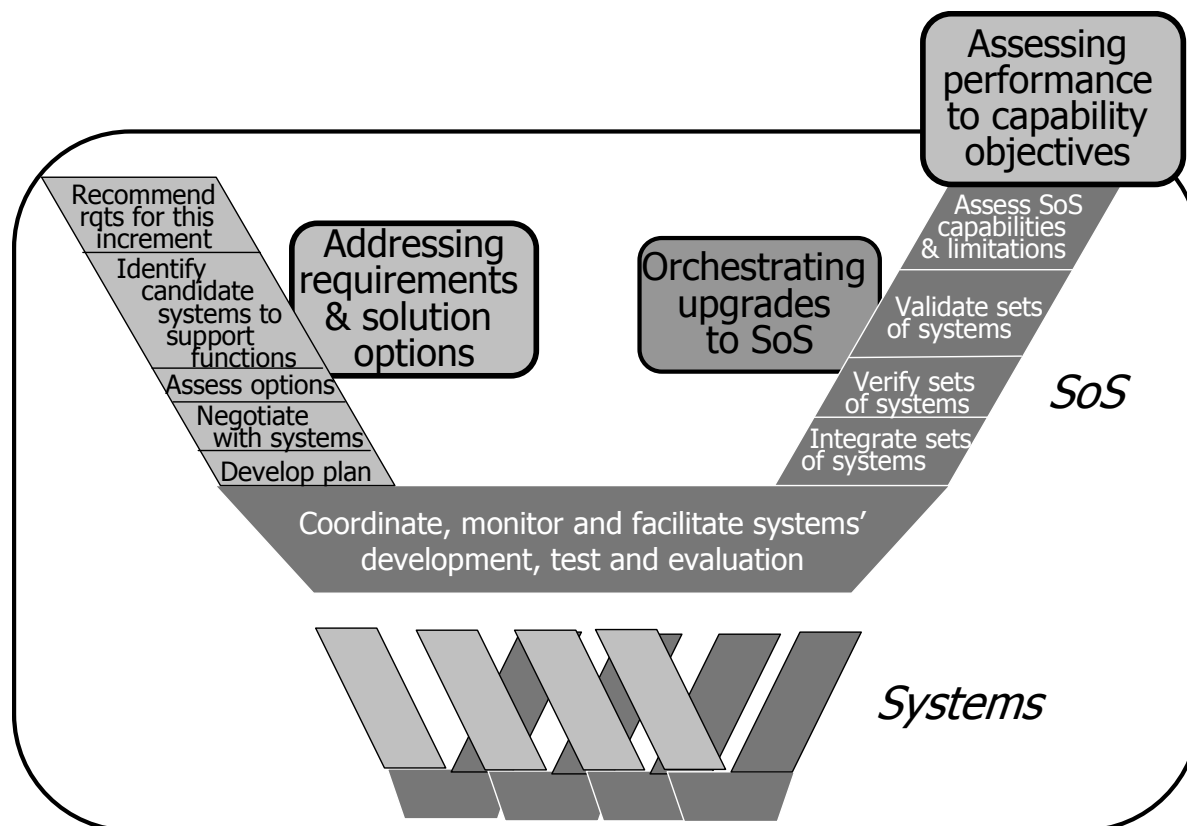 Assessing
performance
to capability
objectives
Recommend
rqts for this
increment
Identify
candidate
systems to
support
functions
Assess options
Negotiate
with systems
Develop plan
Addressing
requirements
& solution
options
Orchestrating
upgrades
to SoS
Assess SoS
capabilities
& limitations
Validate sets
of systems
Verify sets
of systems
Integrate sets
of systems
SoS
Coordinate, monitor and facilitate systems’
development, test and evaluation
Systems